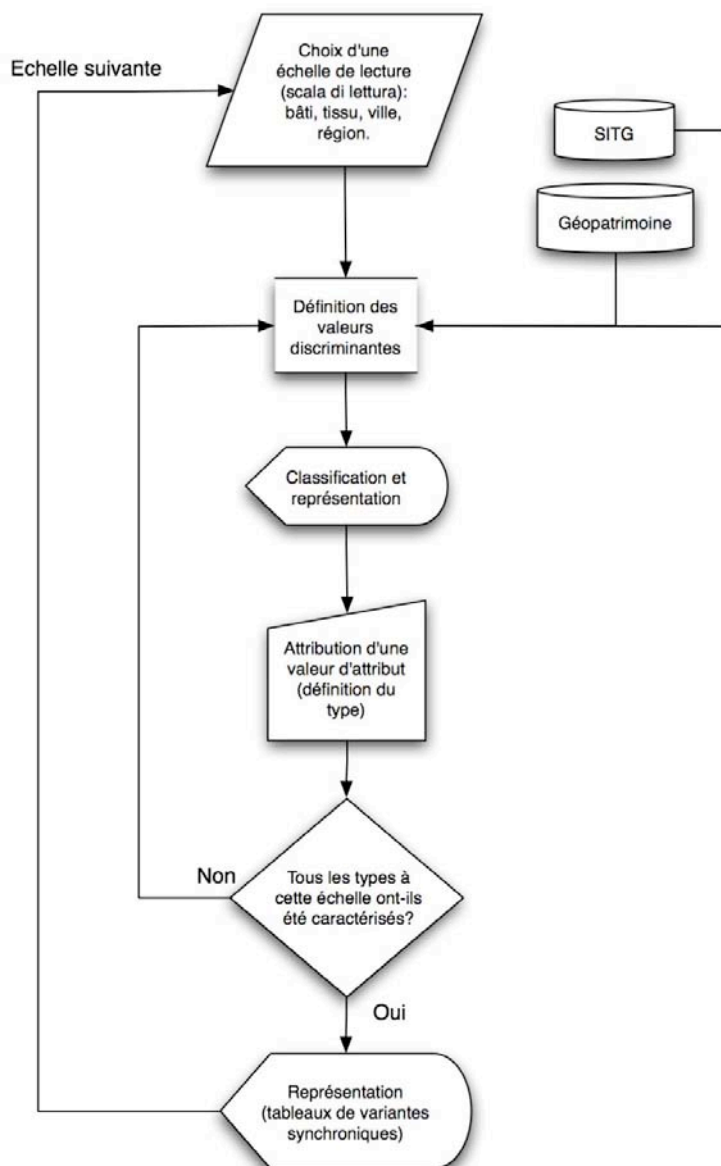 Echelle suivante
Choix d'une
échelle de lecture
(scala di lettura):
bâti, tissu, ville,
région.
SITG
Géopatrimoine
Définition des
valeurs
discriminantes
Classification et
représentation
Attribution d'une
valeur d'attribut
(définition du
type)
Non
Tous les types à
cette échelle ont-ils
été caractérisés?
Oui
Représentation
(tableaux de variantes
synchroniques)